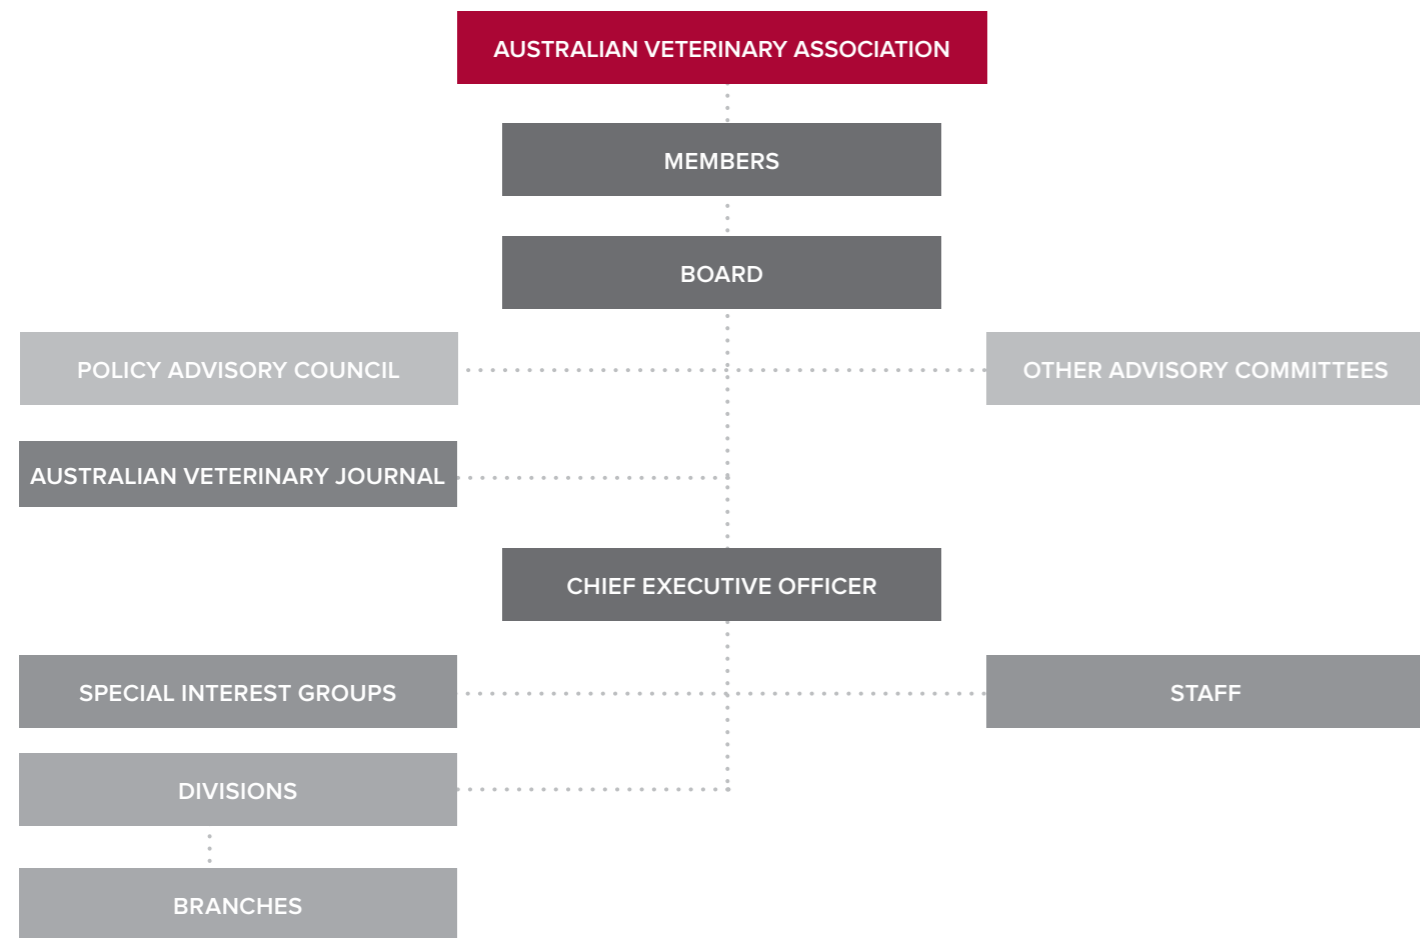 AUSTRALIAN VETERINARY ASSOCIATION
MEMBERS
BOARD
POLICY ADVISORY COUNCIL
OTHER ADVISORY COMMITTEES
AUSTRALIAN VETERINARY JOURNAL
CHIEF EXECUTIVE OFFICER
SPECIAL INTEREST GROUPS
STAFF
DIVISIONS
BRANCHES